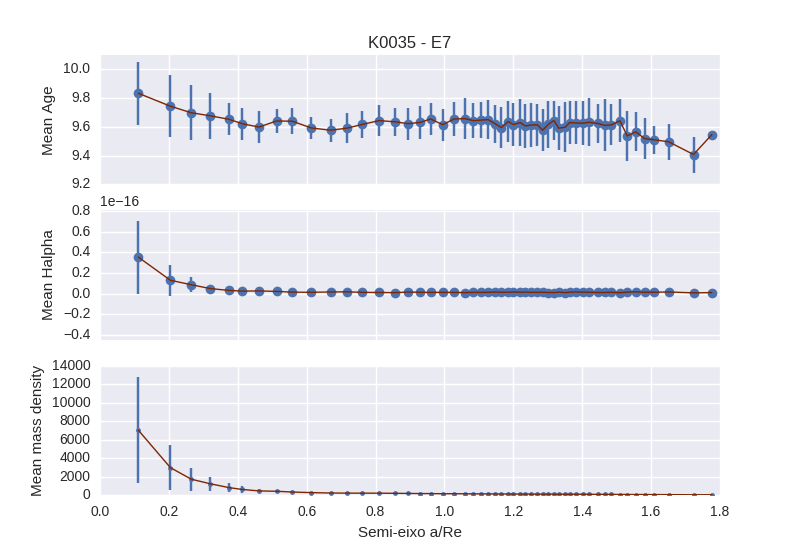 K0035 - E7
10.0
9.8
9.6
9.4
9.2
Mean Age
1e−16
0.8
0.6
0.4
0.2
0.0
−0.2
−0.4
Mean Halpha
14000
12000
10000
8000
6000
4000
2000
0
Mean mass density
0.0 0.2 0.4 0.6 0.8 1.0 1.2 1.4 1.6 1.8
Semi-eixo a/Re